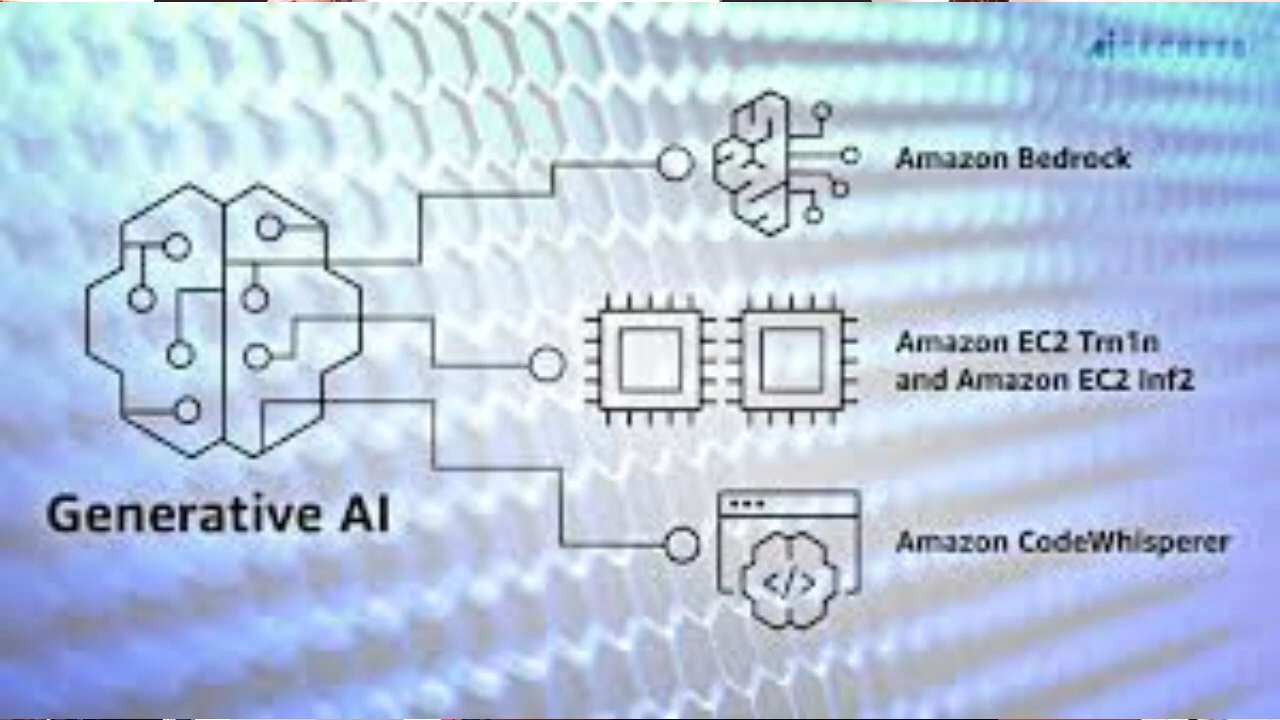 Amazon Bedrock
Amazon EC2 Trn1n
and Amazon EC2 Inf2
Generative AI
Amazon CodeWhisperer
</>